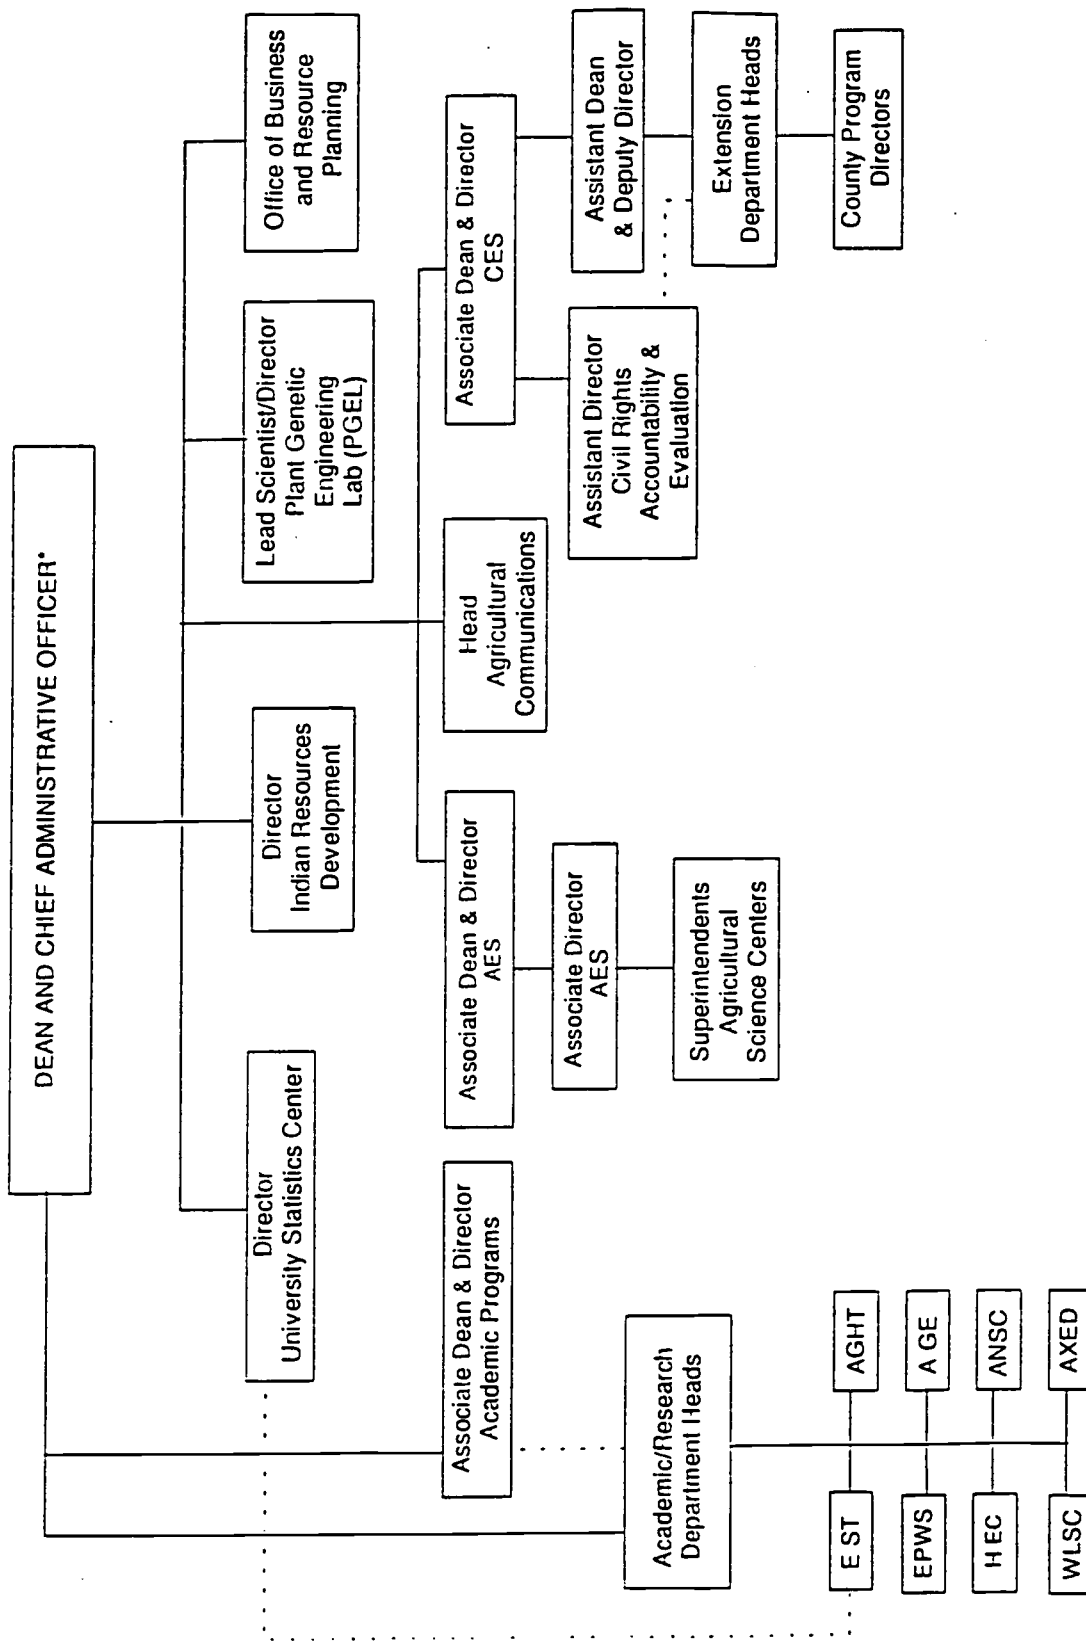 DEAN AND CHIEF ADMINISTRATIVE OFFICER*
Director
University Statistics Center
Director
Indian Resources
Development
Lead Scientist/Director
Plant Genetic
Engineering
Lab (PGEL)
Office of Business
and Resource
Planning
Associate Dean & Director
Academic Programs
Associate Dean & Director
AES
Head
Agricultural
Communications
Associate Dean & Director
CES
Associate Director
AES
Assistant Director
Civil Rights
Accountability &
Evaluation
Assistant Dean
& Deputy Director
Academic/Research
Department Heads
Superintendents
Agricultural
Science Centers
Extension
Department Heads
County Program
Directors
E ST
AGHT
EPWS
A GE
HEC
ANSC
WLSC
AXED